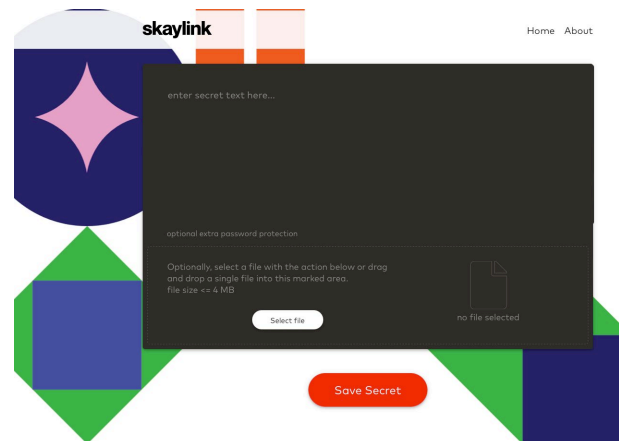 skaylink
Home About
enter secret text here...
optional extra password protection
Optionally, select a file with the action below or drag
and drop a single file into this marked area.
file size <= 4 MB
Select file
no file selected
Save Secret